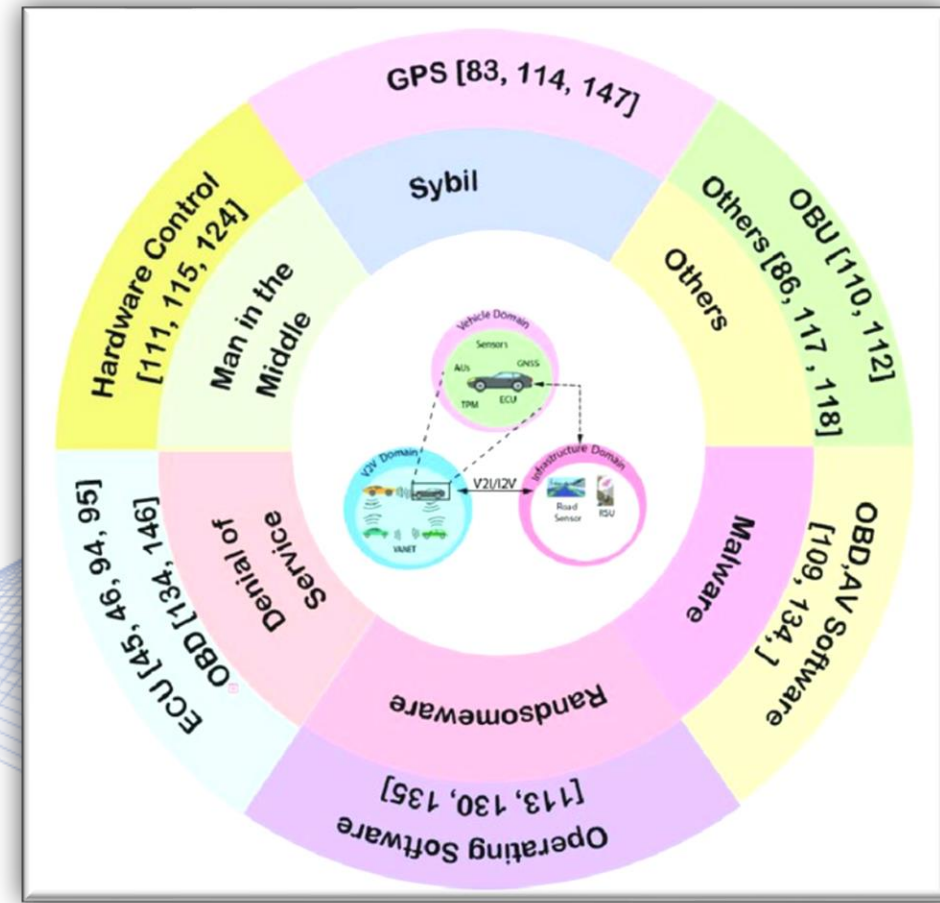 GPS [83, 114, 147]
Sybil
OBU [110, 112]
Others [86, 117, 118]
Others
OBD,AV Software
[109, 134, ]
Malware
Operating Software
[113, 130, 135]
Randsomeware
ECU [45, 46, 94, 95]
OBD [134, 146]
Denial of
Service
Hardware Control
[111, 115, 124]
Man in the
Middle
Vehicle Domain
Sensors
AUs
GNSS
TPM
ECU
V2V Domain
VANET
V2I/I2V
Infrastructure Domain
Road
Sensor
RSU